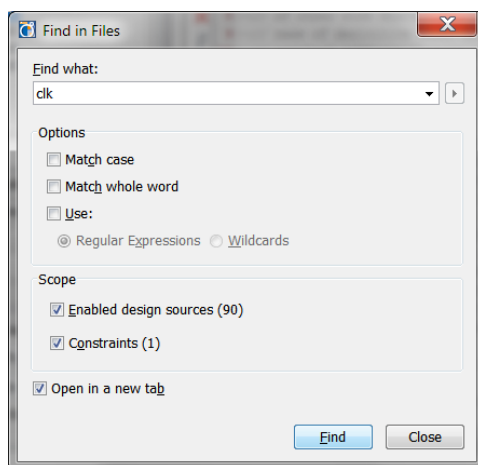 Find in Files
Find what:
clk
Options
Match case
Match whole word
Use:
Regular Expressions Wildcards
Scope
Enabled design sources (90)
Constraints (1)
Open in a new tab
Find Close